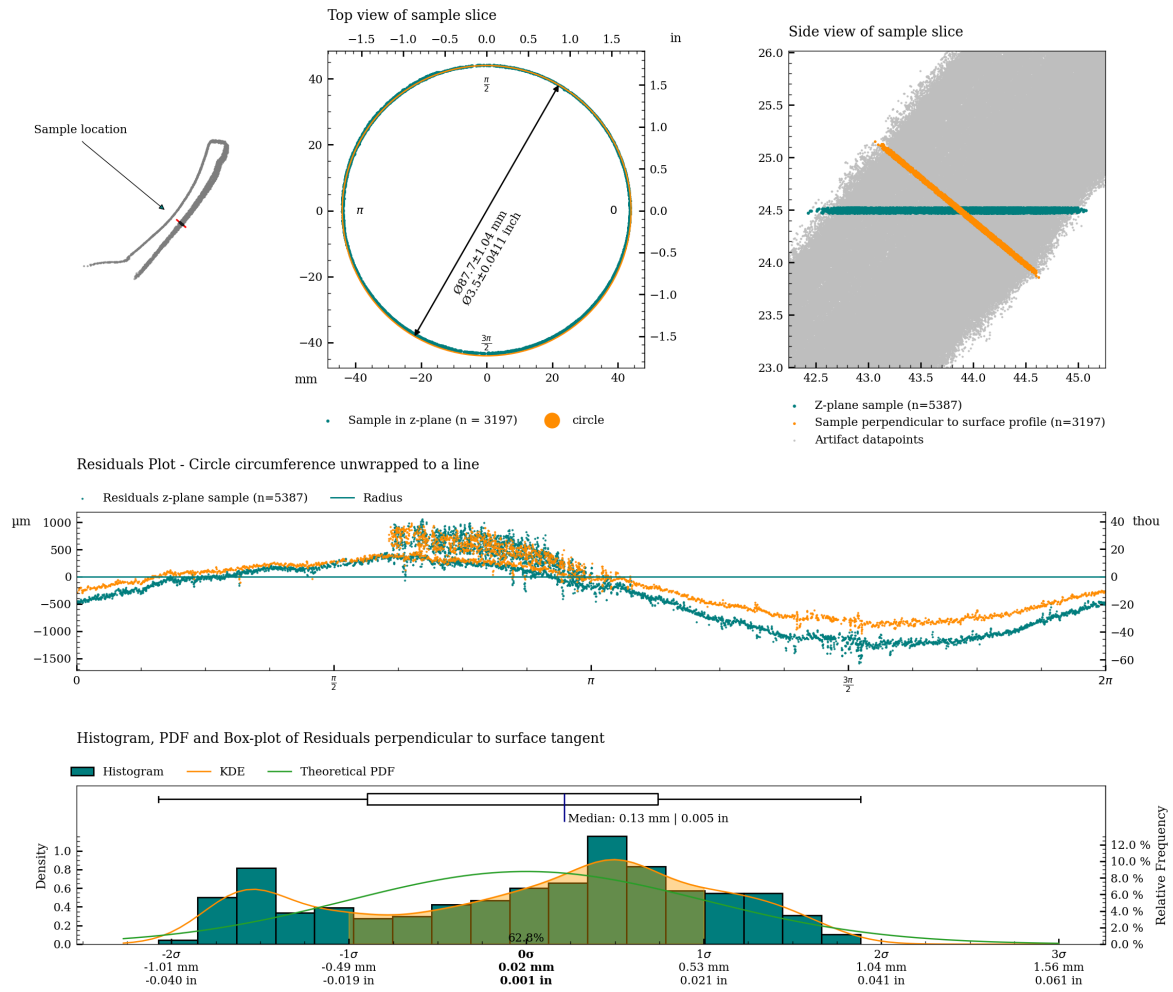 Top view of sample slice
−1.5 −1.0 −0.5 0.0 0.5 1.0 1.5 in
Side view of sample slice
Sample location
40
20
0
−20
−40
1.5
1.0
0.5
0.0
−0.5
−1.0
−1.5
π/2
π
0
3π/2
Ø87.7±1.04 mm
Ø3.5±0.0411 inch
mm −40 −20 0 20 40
26.0
25.5
25.0
24.5
24.0
23.5
23.0
42.5 43.0 43.5 44.0 44.5 45.0
Sample in z-plane (n = 3197) circle
Z-plane sample (n=5387)
Sample perpendicular to surface profile (n=3197)
Artifact datapoints
Residuals Plot - Circle circumference unwrapped to a line
Residuals z-plane sample (n=5387) Radius
µm
1000
500
0
−500
−1000
−1500
40 thou
20
0
−20
−40
−60
0 π/2 π 3π/2 2π
Histogram, PDF and Box-plot of Residuals perpendicular to surface tangent
Histogram KDE Theoretical PDF
Median: 0.13 mm | 0.005 in
Density
1.0
0.8
0.6
0.4
0.2
0.0
12.0 %
10.0 %
8.0 %
6.0 %
4.0 %
2.0 %
0.0 %
Relative Frequency
62.8%
-2σ -1σ 0σ 1σ 2σ 3σ
-1.01 mm -0.49 mm 0.02 mm 0.53 mm 1.04 mm 1.56 mm
-0.040 in -0.019 in 0.001 in 0.021 in 0.041 in 0.061 in